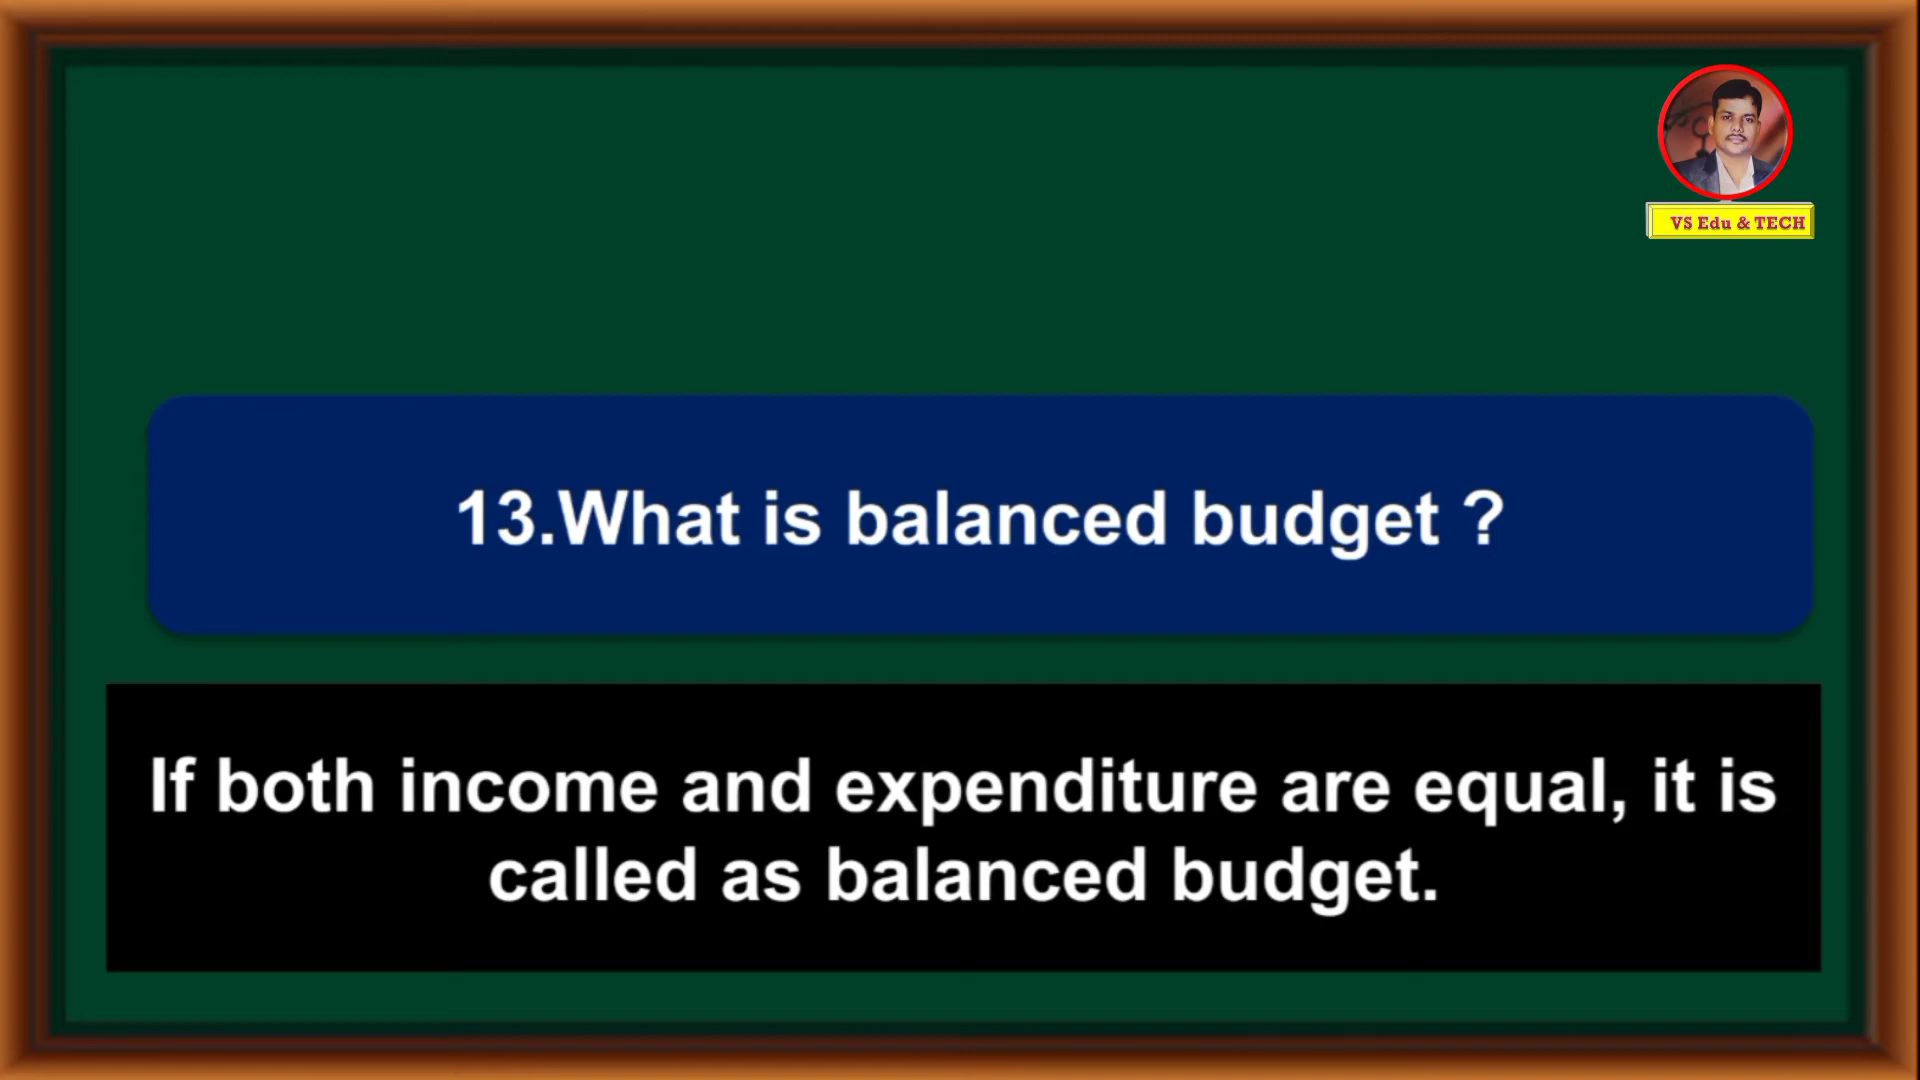 VS Edu & TECH
13.What is balanced budget ?
If both income and expenditure are equal, it is
called as balanced budget.